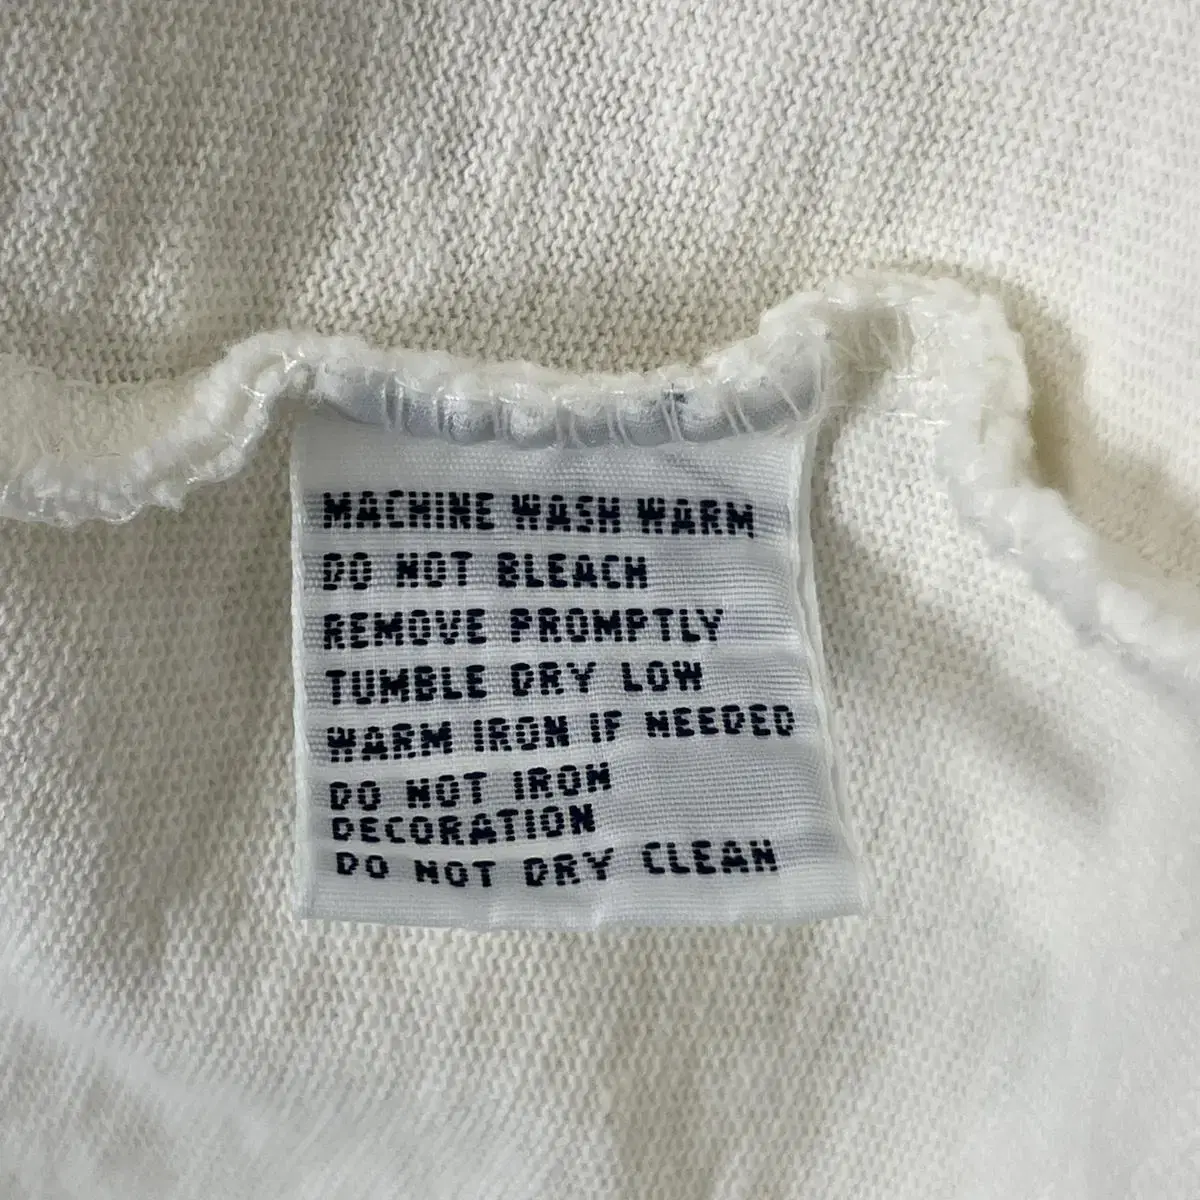 MACHINE WASH WARM
DO NOT BLEACH
REMOVE PROMPTLY
TUMBLE DRY LOW
WARM IRON IF NEEDED
DO NOT IRON
DECORATION
DO NOT DRY CLEAN